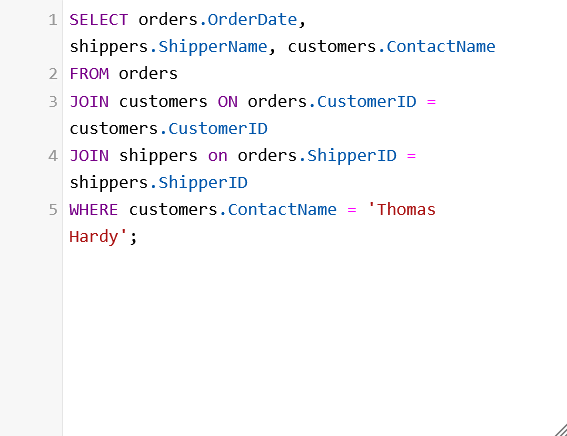 1 SELECT orders.OrderDate,
shippers.ShipperName, customers.ContactName
2 FROM orders
3 JOIN customers ON orders.CustomerID =
customers.CustomerID
4 JOIN shippers on orders.ShipperID =
shippers.ShipperID
5 WHERE customers.ContactName = 'Thomas
Hardy';